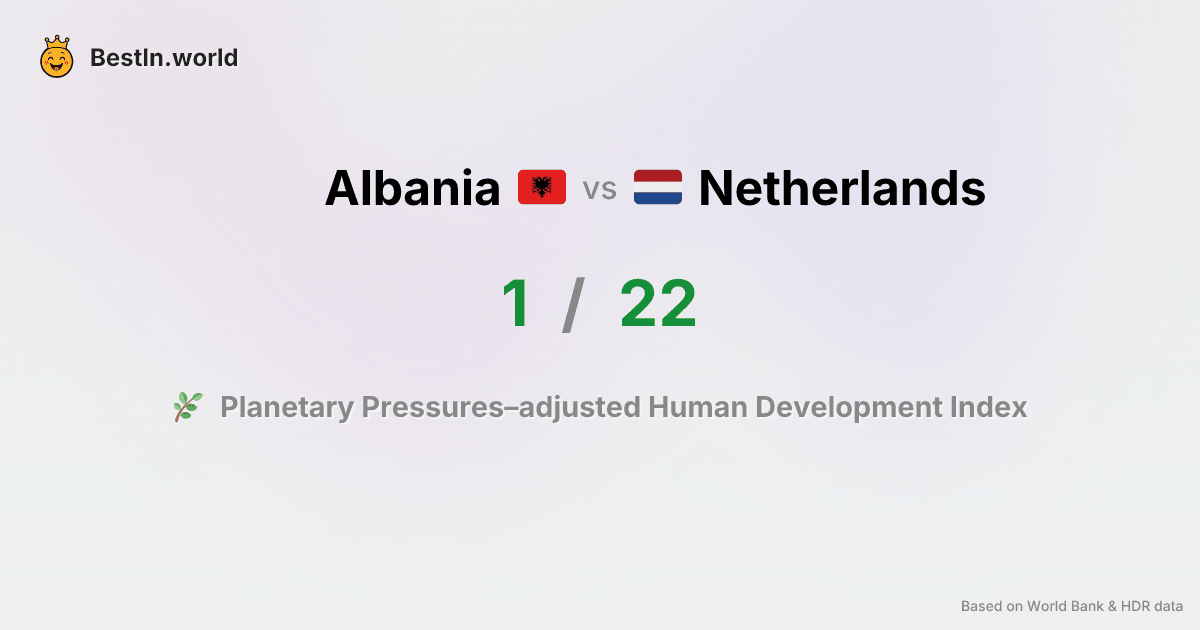 BestIn.world
Albania vs Netherlands
1 / 22
Planetary Pressures–adjusted Human Development Index
Based on World Bank & HDR data